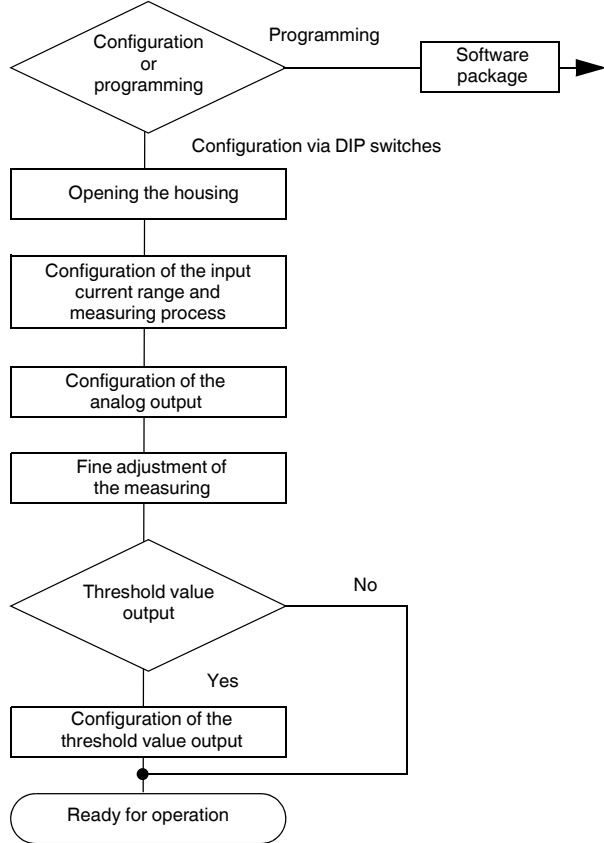 Configuration
or
programming
Programming
Software
package
Configuration via DIP switches
Opening the housing
Configuration of the input
current range and
measuring process
Configuration of the
analog output
Fine adjustment of
the measuring
Threshold value
output
No
Yes
Configuration of the
threshold value output
Ready for operation